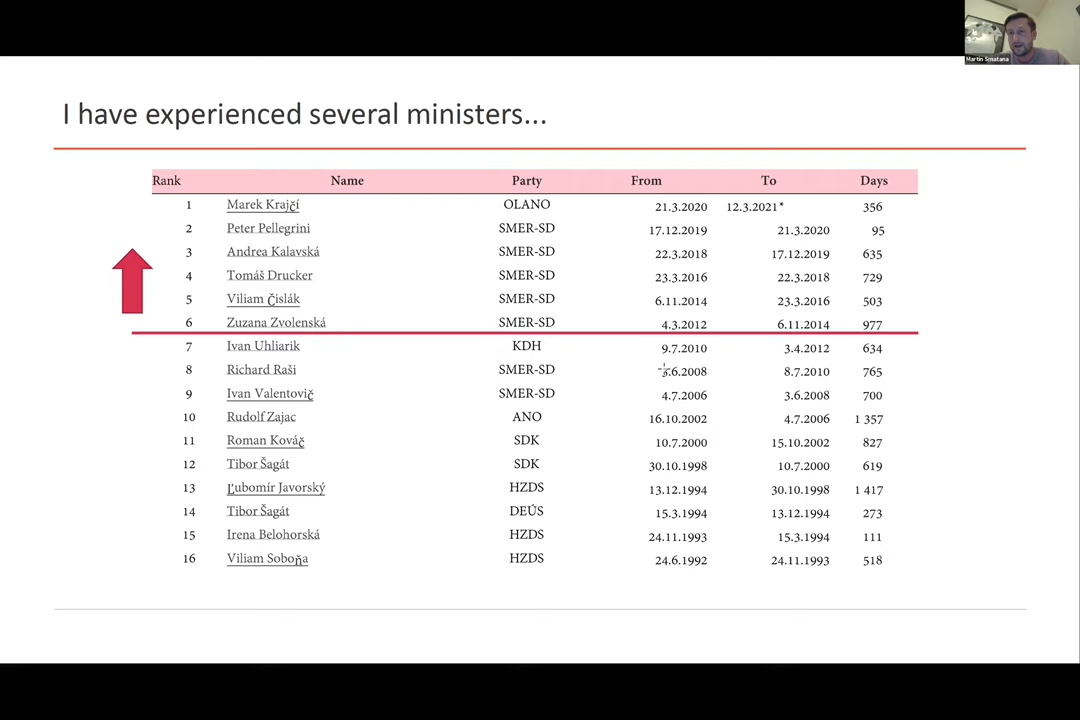 Martin Smatana
I have experienced several ministers...
Rank Name Party From To Days
1 Marek Krajčí OLANO 21.3.2020 12.3.2021* 356
2 Peter Pellegrini SMER-SD 17.12.2019 21.3.2020 95
3 Andrea Kalavská SMER-SD 22.3.2018 17.12.2019 635
4 Tomáš Drucker SMER-SD 23.3.2016 22.3.2018 729
5 Viliam Čislák SMER-SD 6.11.2014 23.3.2016 503
6 Zuzana Zvolenská SMER-SD 4.3.2012 6.11.2014 977
7 Ivan Uhliarik KDH 9.7.2010 3.4.2012 634
8 Richard Raši SMER-SD .6.2008 8.7.2010 765
9 Ivan Valentovič SMER-SD 4.7.2006 3.6.2008 700
10 Rudolf Zajac ANO 16.10.2002 4.7.2006 1 357
11 Roman Kováč SDK 10.7.2000 15.10.2002 827
12 Tibor Šagát SDK 30.10.1998 10.7.2000 619
13 Ľubomír Javorský HZDS 13.12.1994 30.10.1998 1 417
14 Tibor Šagát DEÚS 15.3.1994 13.12.1994 273
15 Irena Belohorská HZDS 24.11.1993 15.3.1994 111
16 Viliam Soboňa HZDS 24.6.1992 24.11.1993 518